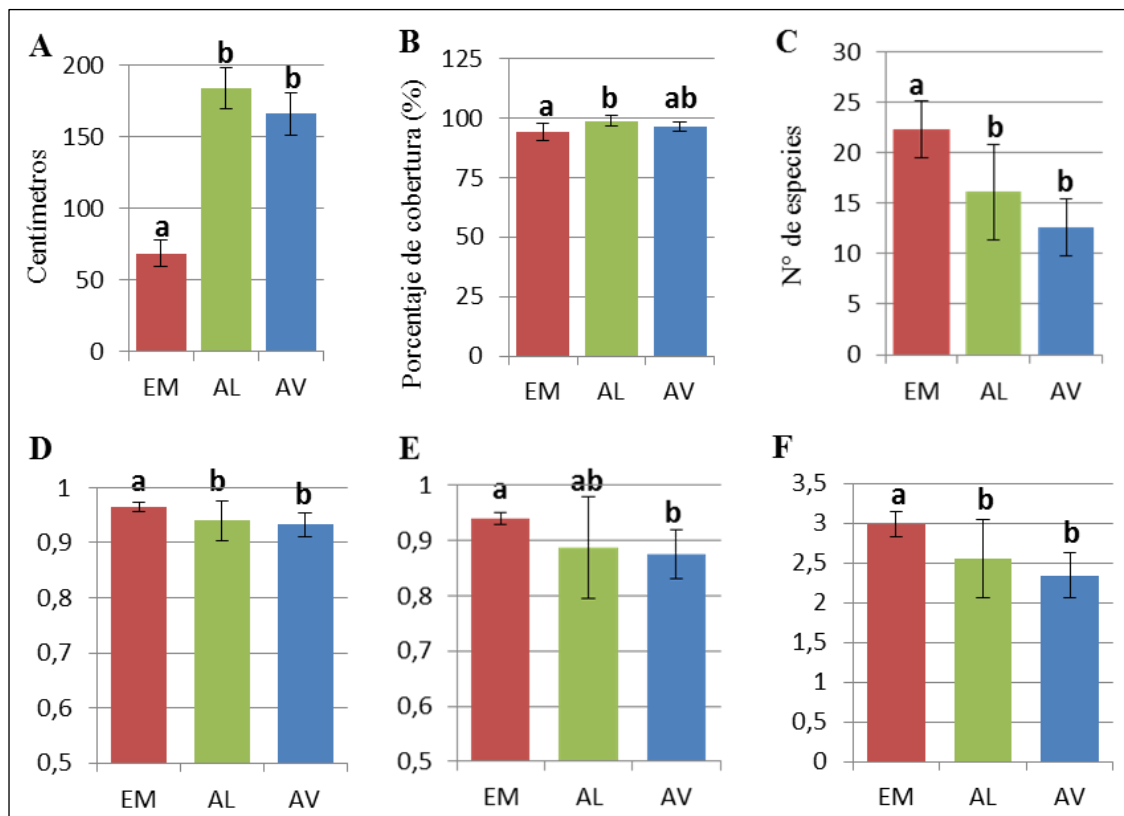 A
Centímetros
200
150
100
50
0
a
b
b
EM AL AV
B
Porcentaje de cobertura (%)
125
100
75
50
25
0
a
b
ab
EM AL AV
C
N° de especies
30
25
20
15
10
5
0
a
b
b
EM AL AV
D
1
0,9
0,8
0,7
0,6
0,5
a
b
b
EM AL AV
E
1
0,9
0,8
0,7
0,6
0,5
a
ab
b
EM AL AV
F
3,5
3
2,5
2
1,5
1
0,5
0
a
b
b
EM AL AV